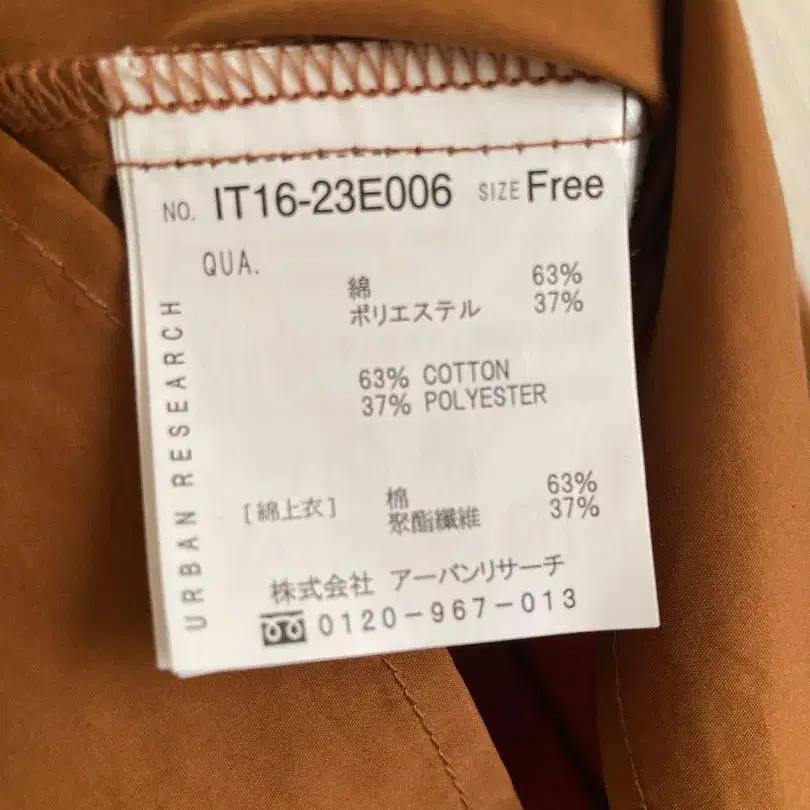 NO. IT16-23E006 SIZE Free
QUA.
綿 63%
ポリエステル 37%
63% COTTON
37% POLYESTER
[綿上衣] 棉 63%
聚酯纖維 37%
株式会社 アーバンリサーチ
0120-967-013
URBAN RESEARCH